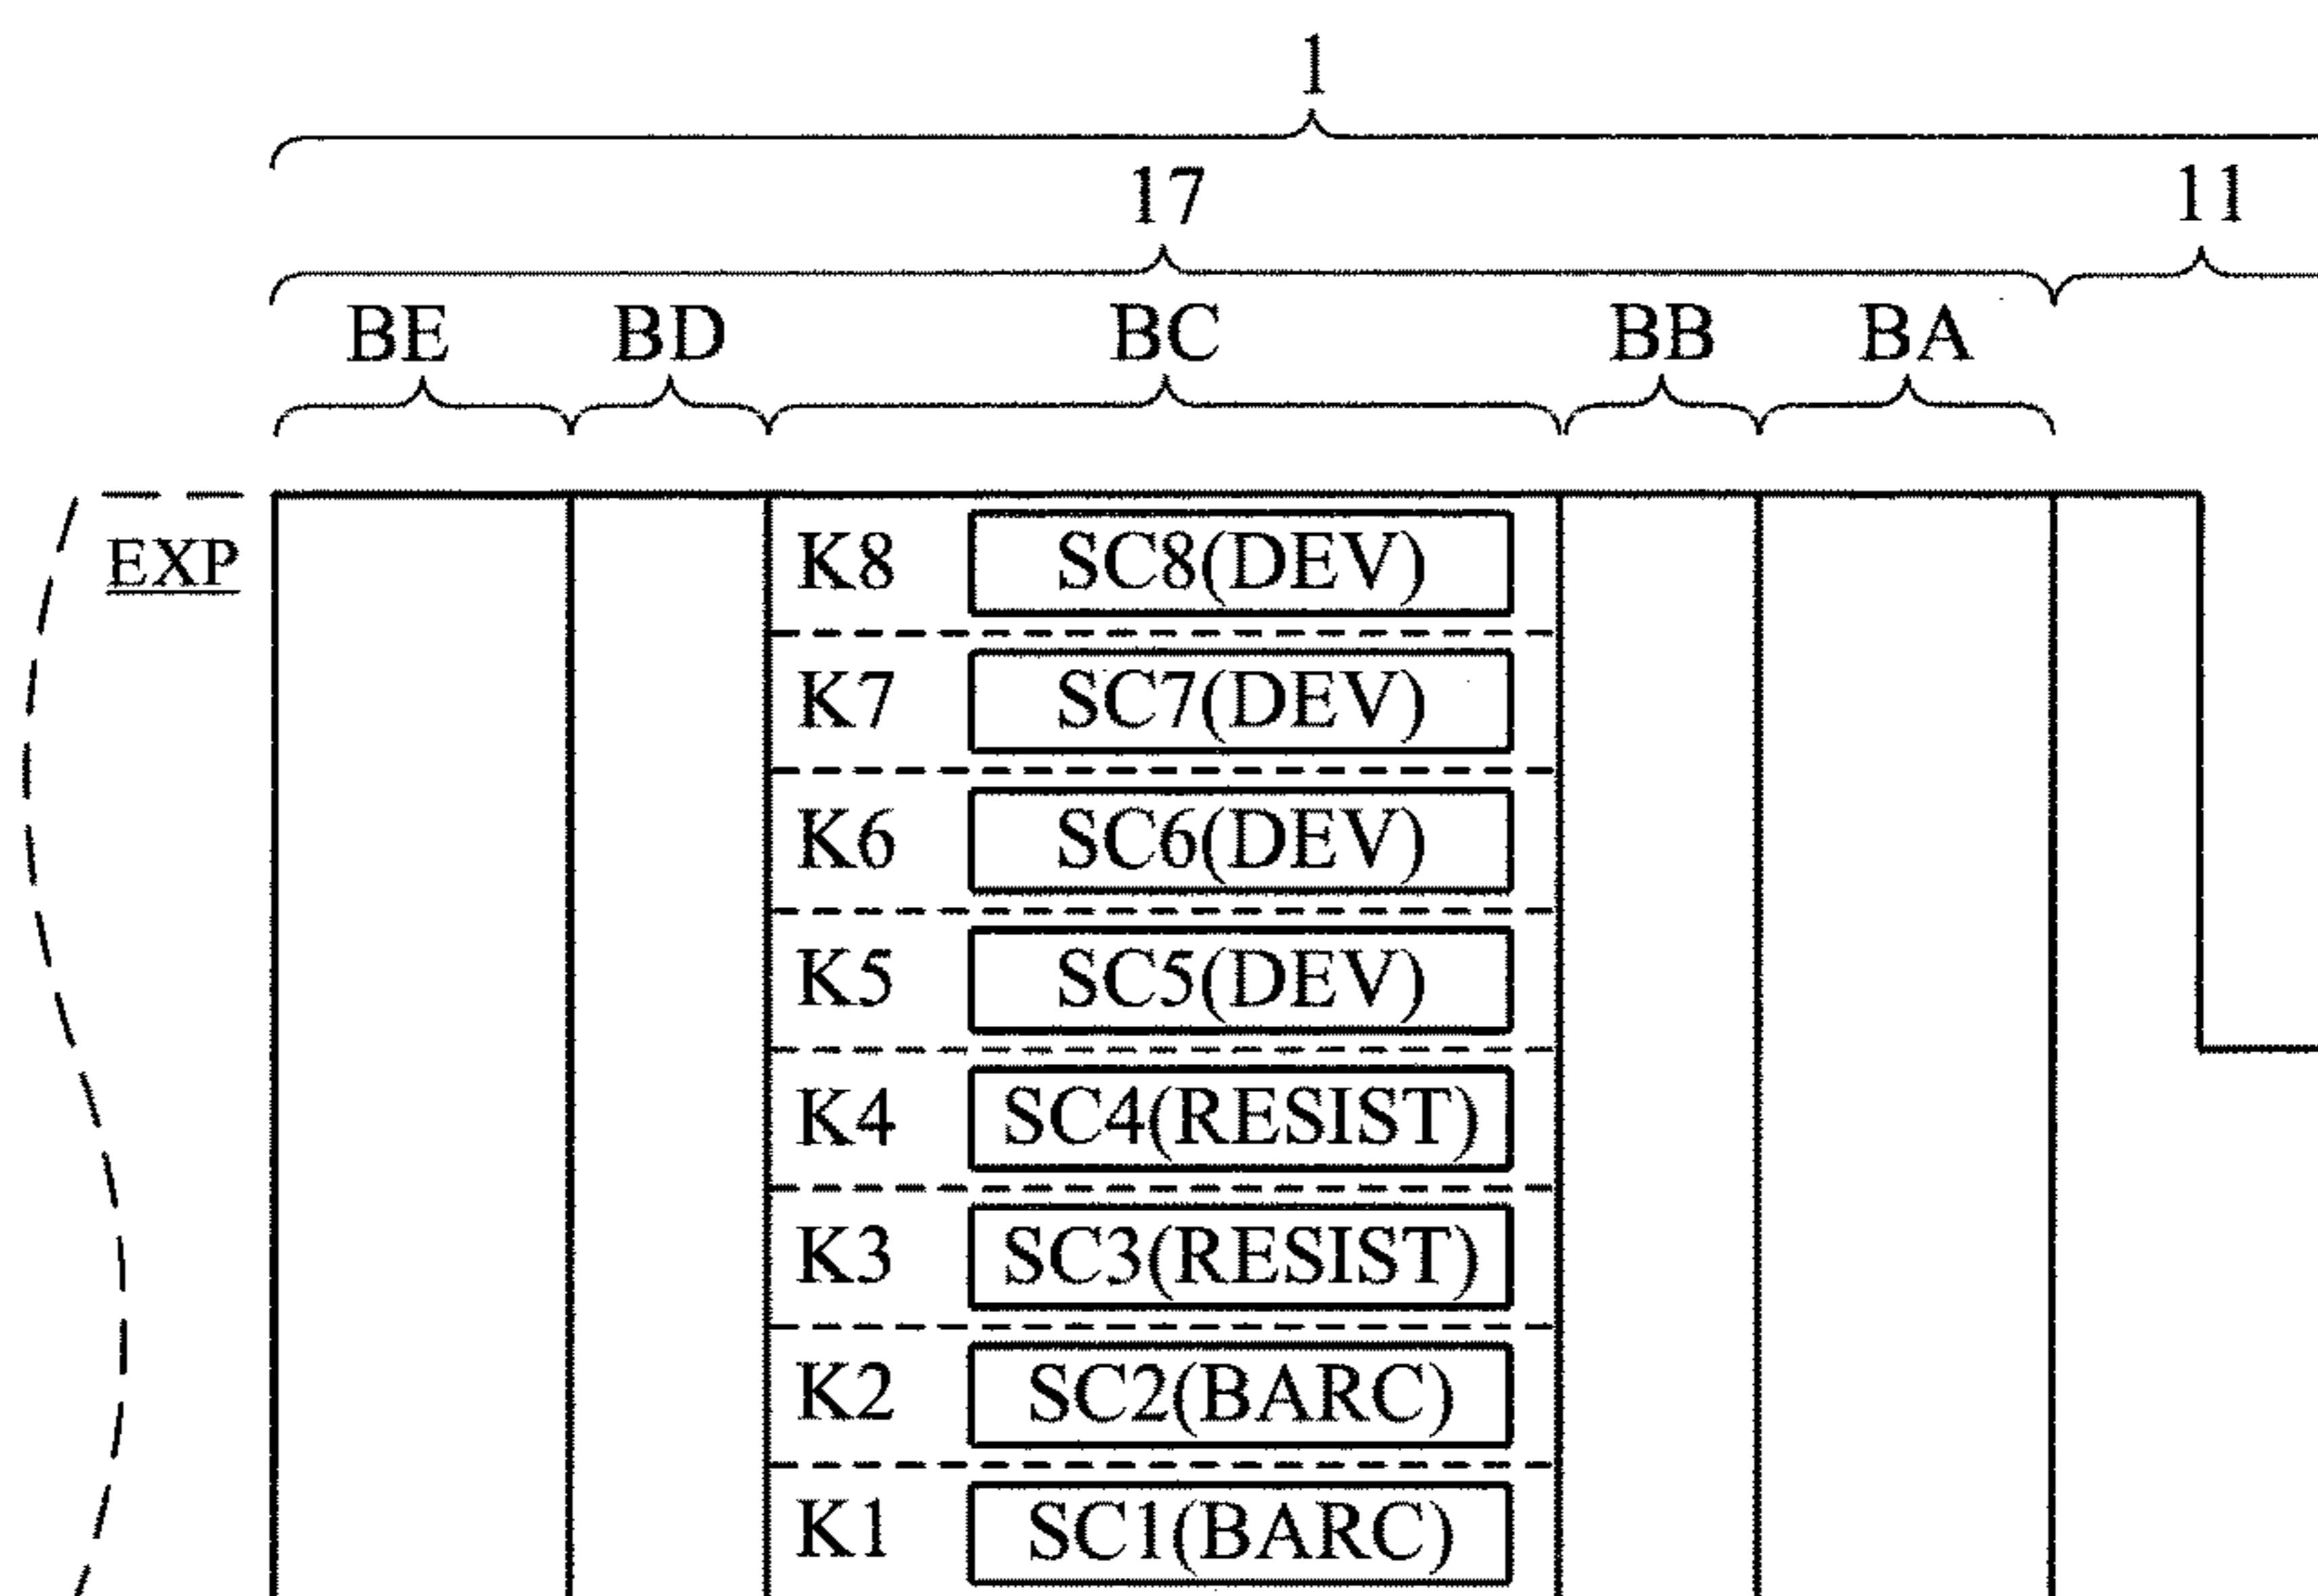 1
17 11
BE BD BC BB BA
EXP
K8 SC8(DEV)
K7 SC7(DEV)
K6 SC6(DEV)
K5 SC5(DEV)
K4 SC4(RESIST)
K3 SC3(RESIST)
K2 SC2(BARC)
K1 SC1(BARC)